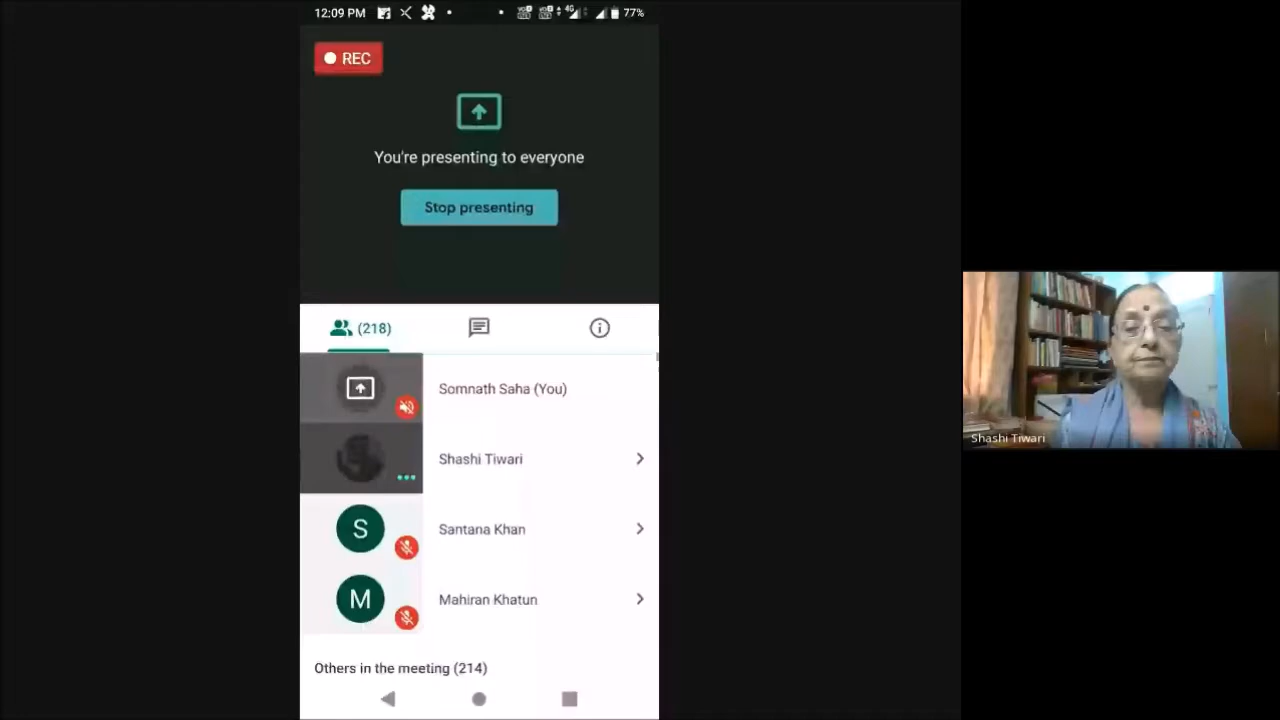 12:09 PM
4G
77%
REC
You're presenting to everyone
Stop presenting
(218)
Somnath Saha (You)
Shashi Tiwari
S
Santana Khan
M
Mahiran Khatun
Others in the meeting (214)
Shashi Tiwari